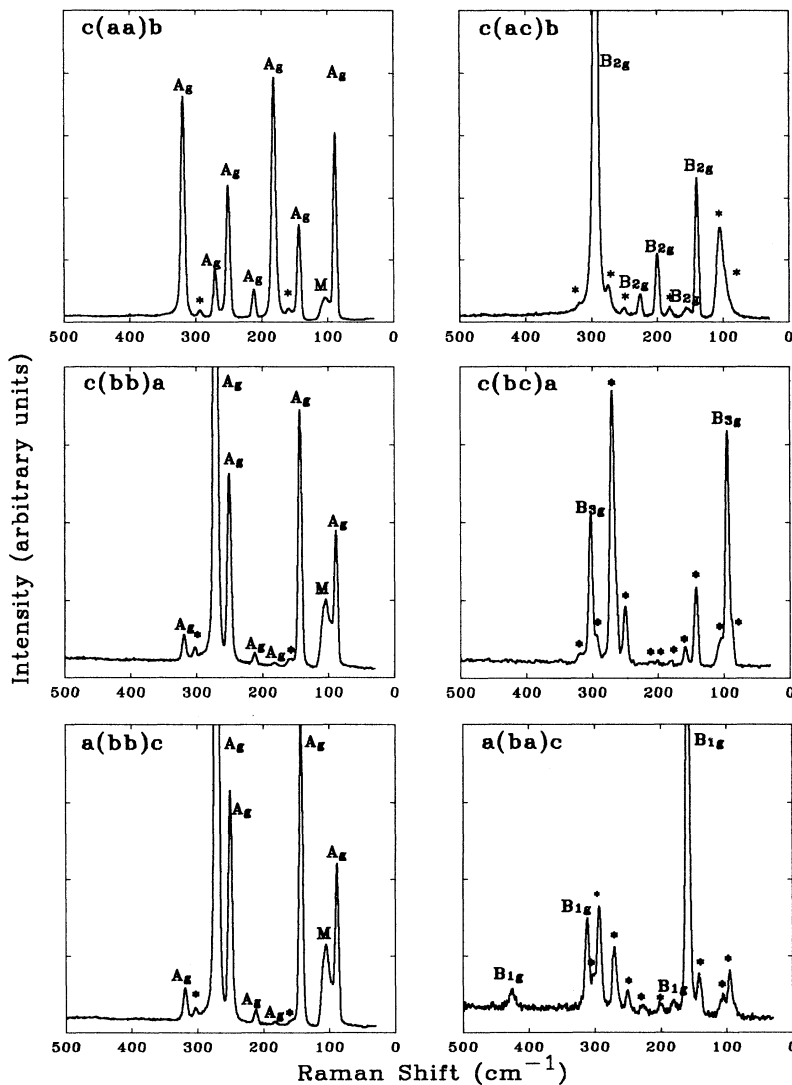 c(aa)b
Ag
*
Ag
Ag
Ag
Ag
*
Ag
M
Ag
500 400 300 200 100 0
c(ac)b
B2g
*
*
*
B2g
B2g
*
B2g
B2g
*
*
500 400 300 200 100 0
c(bb)a
Ag
*
Ag
Ag
Ag
Ag
*
Ag
M
Ag
500 400 300 200 100 0
c(bc)a
*
B3g
*
*
*
* *
*
*
*
B3g
*
*
500 400 300 200 100 0
a(bb)c
Ag
*
Ag
Ag
Ag
Ag
*
Ag
M
Ag
500 400 300 200 100 0
a(ba)c
B1g
B1g
*
*
*
*
*
*
B1g
B1g
*
*
*
500 400 300 200 100 0
Intensity (arbitrary units)
Raman Shift (cm−1)